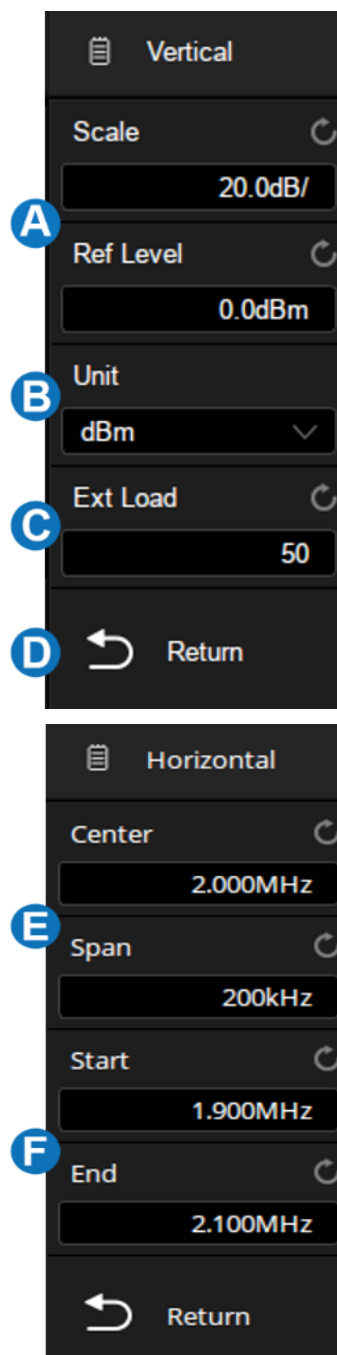 Vertical
Scale
20.0dB/
A
Ref Level
0.0dBm
Unit
B
dBm
Ext Load
C
50
D Return
Horizontal
Center
2.000MHz
E
Span
200kHz
Start
1.900MHz
F
End
2.100MHz
Return